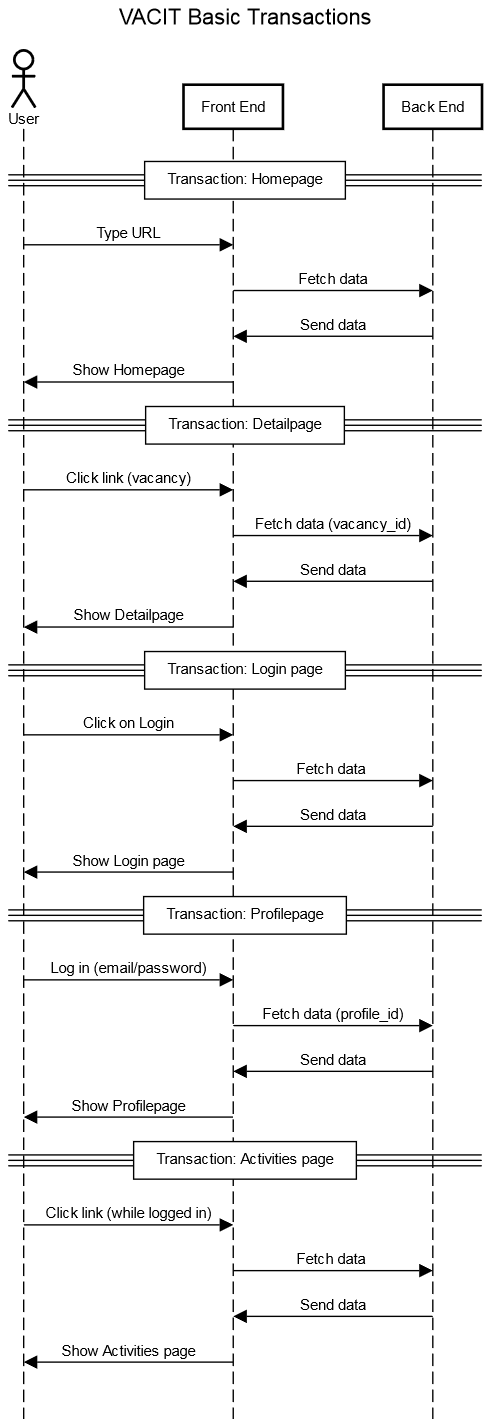 VACIT Basic Transactions
User
Front End
Back End
Transaction: Homepage
Type URL
Fetch data
Send data
Show Homepage
Transaction: Detailpage
Click link (vacancy)
Fetch data (vacancy_id)
Send data
Show Detailpage
Transaction: Login page
Click on Login
Fetch data
Send data
Show Login page
Transaction: Profilepage
Log in (email/password)
Fetch data (profile_id)
Send data
Show Profilepage
Transaction: Activities page
Click link (while logged in)
Fetch data
Send data
Show Activities page